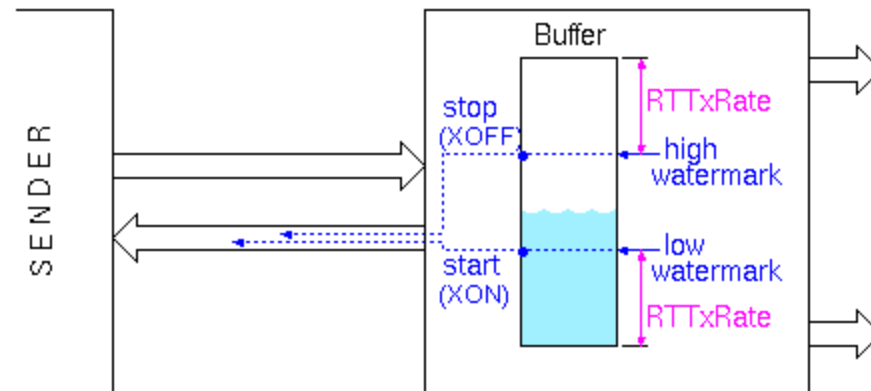 SENDER
Buffer
stop
(XOFF)
RTTxRate
high
watermark
start
(XON)
low
watermark
RTTxRate